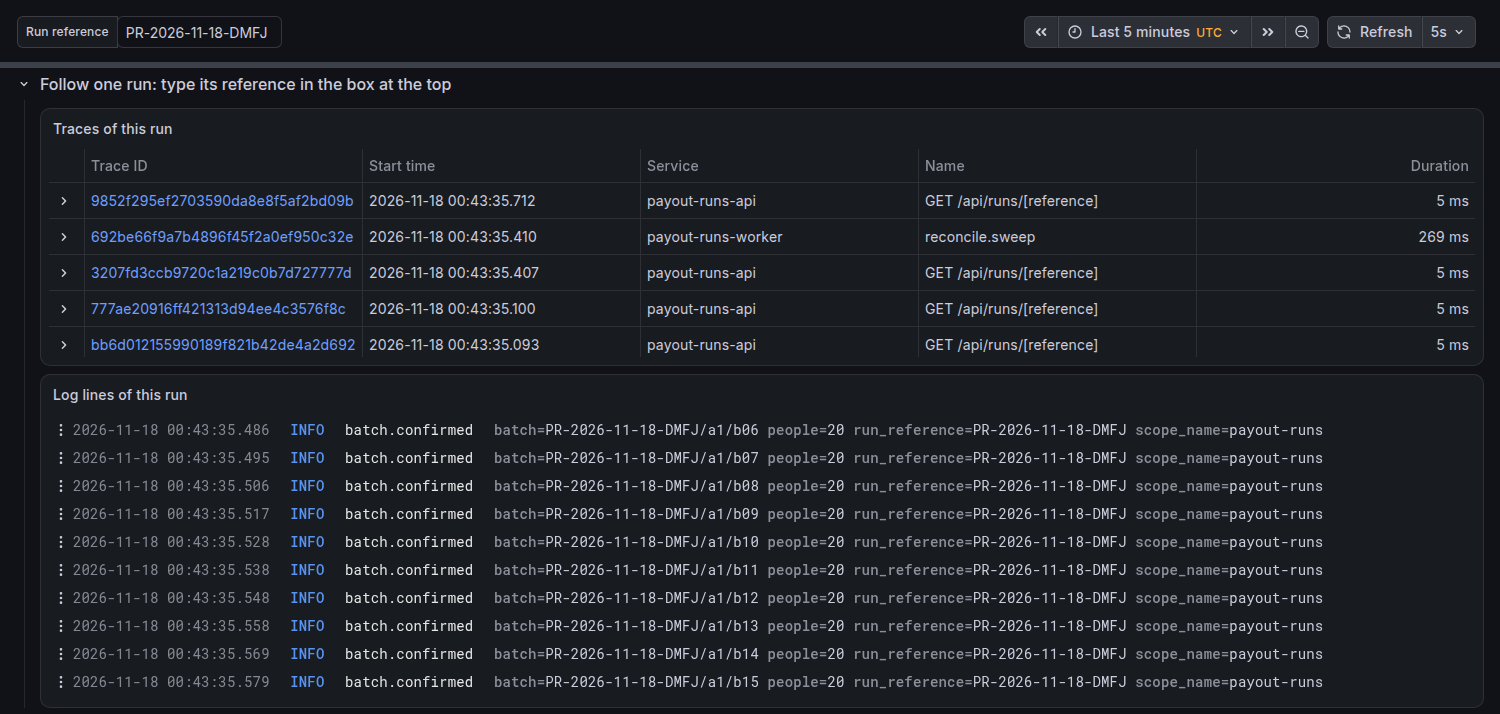 Run reference PR-2026-11-18-DMFJ Last 5 minutes UTC Refresh 5s
Follow one run: type its reference in the box at the top
Traces of this run
Trace ID Start time Service Name Duration
9852f295ef2703590da8e8f5af2bd09b 2026-11-18 00:43:35.712 payout-runs-api GET /api/runs/[reference] 5 ms
692be66f9a7b4896f45f2a0ef950c32e 2026-11-18 00:43:35.410 payout-runs-worker reconcile.sweep 269 ms
3207fd3ccb9720c1a219c0b7d727777d 2026-11-18 00:43:35.407 payout-runs-api GET /api/runs/[reference] 5 ms
777ae20916ff421313d94ee4c3576f8c 2026-11-18 00:43:35.100 payout-runs-api GET /api/runs/[reference] 5 ms
bb6d012155990189f821b42de4a2d692 2026-11-18 00:43:35.093 payout-runs-api GET /api/runs/[reference] 5 ms
Log lines of this run
2026-11-18 00:43:35.486 INFO batch.confirmed batch=PR-2026-11-18-DMFJ/a1/b06 people=20 run_reference=PR-2026-11-18-DMFJ scope_name=payout-runs
2026-11-18 00:43:35.495 INFO batch.confirmed batch=PR-2026-11-18-DMFJ/a1/b07 people=20 run_reference=PR-2026-11-18-DMFJ scope_name=payout-runs
2026-11-18 00:43:35.506 INFO batch.confirmed batch=PR-2026-11-18-DMFJ/a1/b08 people=20 run_reference=PR-2026-11-18-DMFJ scope_name=payout-runs
2026-11-18 00:43:35.517 INFO batch.confirmed batch=PR-2026-11-18-DMFJ/a1/b09 people=20 run_reference=PR-2026-11-18-DMFJ scope_name=payout-runs
2026-11-18 00:43:35.528 INFO batch.confirmed batch=PR-2026-11-18-DMFJ/a1/b10 people=20 run_reference=PR-2026-11-18-DMFJ scope_name=payout-runs
2026-11-18 00:43:35.538 INFO batch.confirmed batch=PR-2026-11-18-DMFJ/a1/b11 people=20 run_reference=PR-2026-11-18-DMFJ scope_name=payout-runs
2026-11-18 00:43:35.548 INFO batch.confirmed batch=PR-2026-11-18-DMFJ/a1/b12 people=20 run_reference=PR-2026-11-18-DMFJ scope_name=payout-runs
2026-11-18 00:43:35.558 INFO batch.confirmed batch=PR-2026-11-18-DMFJ/a1/b13 people=20 run_reference=PR-2026-11-18-DMFJ scope_name=payout-runs
2026-11-18 00:43:35.569 INFO batch.confirmed batch=PR-2026-11-18-DMFJ/a1/b14 people=20 run_reference=PR-2026-11-18-DMFJ scope_name=payout-runs
2026-11-18 00:43:35.579 INFO batch.confirmed batch=PR-2026-11-18-DMFJ/a1/b15 people=20 run_reference=PR-2026-11-18-DMFJ scope_name=payout-runs